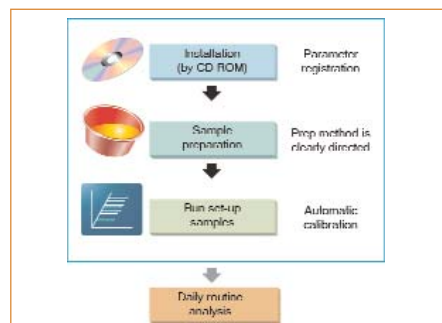 Installation
(by CD ROM)
Parameter
registration
Sample
preparation
Prep method is
clearly directed
Run set-up
samples
Automatic
calibration
Daily routine
analysis